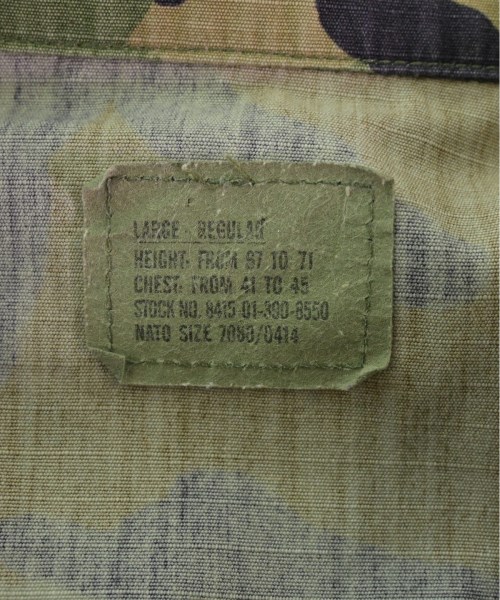 LARGE - REGULAR
HEIGHT: FROM 67 TO 71
CHEST: FROM 41 TO 45
STOCK NO. 8415-01-390-8550
NATO SIZE 7080/0414